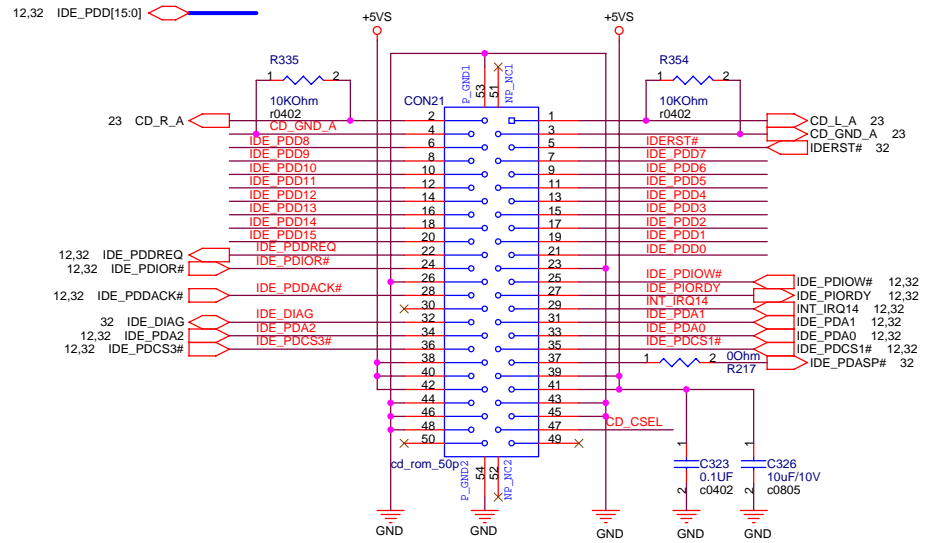 12,32 IDE_PDD[15:0]
+5VS +5VS
R335 R354
1 2 1 2
10KOhm 10KOhm
r0402 r0402
P_GND1 53 51 NP_NC1
CON21
23 CD_R_A 2 1 CD_L_A 23
CD_GND_A 4 3 CD_GND_A 23
IDE_PDD8 6 5 IDERST# IDERST# 32
IDE_PDD9 8 7 IDE_PDD7
IDE_PDD10 10 9 IDE_PDD6
IDE_PDD11 12 11 IDE_PDD5
IDE_PDD12 14 13 IDE_PDD4
IDE_PDD13 16 15 IDE_PDD3
IDE_PDD14 18 17 IDE_PDD2
IDE_PDD15 20 19 IDE_PDD1
12,32 IDE_PDDREQ IDE_PDDREQ 22 21 IDE_PDD0
12,32 IDE_PDIOR# IDE_PDIOR# 24 23
26 25 IDE_PDIOW# IDE_PDIOW# 12,32
12,32 IDE_PDDACK# IDE_PDDACK# 28 27 IDE_PIORDY IDE_PIORDY 12,32
30 29 INT_IRQ14 INT_IRQ14 12,32
32 IDE_DIAG IDE_DIAG 32 31 IDE_PDA1 IDE_PDA1 12,32
12,32 IDE_PDA2 IDE_PDA2 34 33 IDE_PDA0 IDE_PDA0 12,32
12,32 IDE_PDCS3# IDE_PDCS3# 36 35 IDE_PDCS1# IDE_PDCS1# 12,32
38 37 1 2 0Ohm IDE_PDASP# 32
R217
40 39
42 41
44 43
46 45
48 47 CD_CSEL
50 49
cd_rom_50p
P_GND2 54 52 NP_NC2
1 1
C323 C326
0.1UF 10uF/10V
2 c0402 2 c0805
GND GND GND GND GND